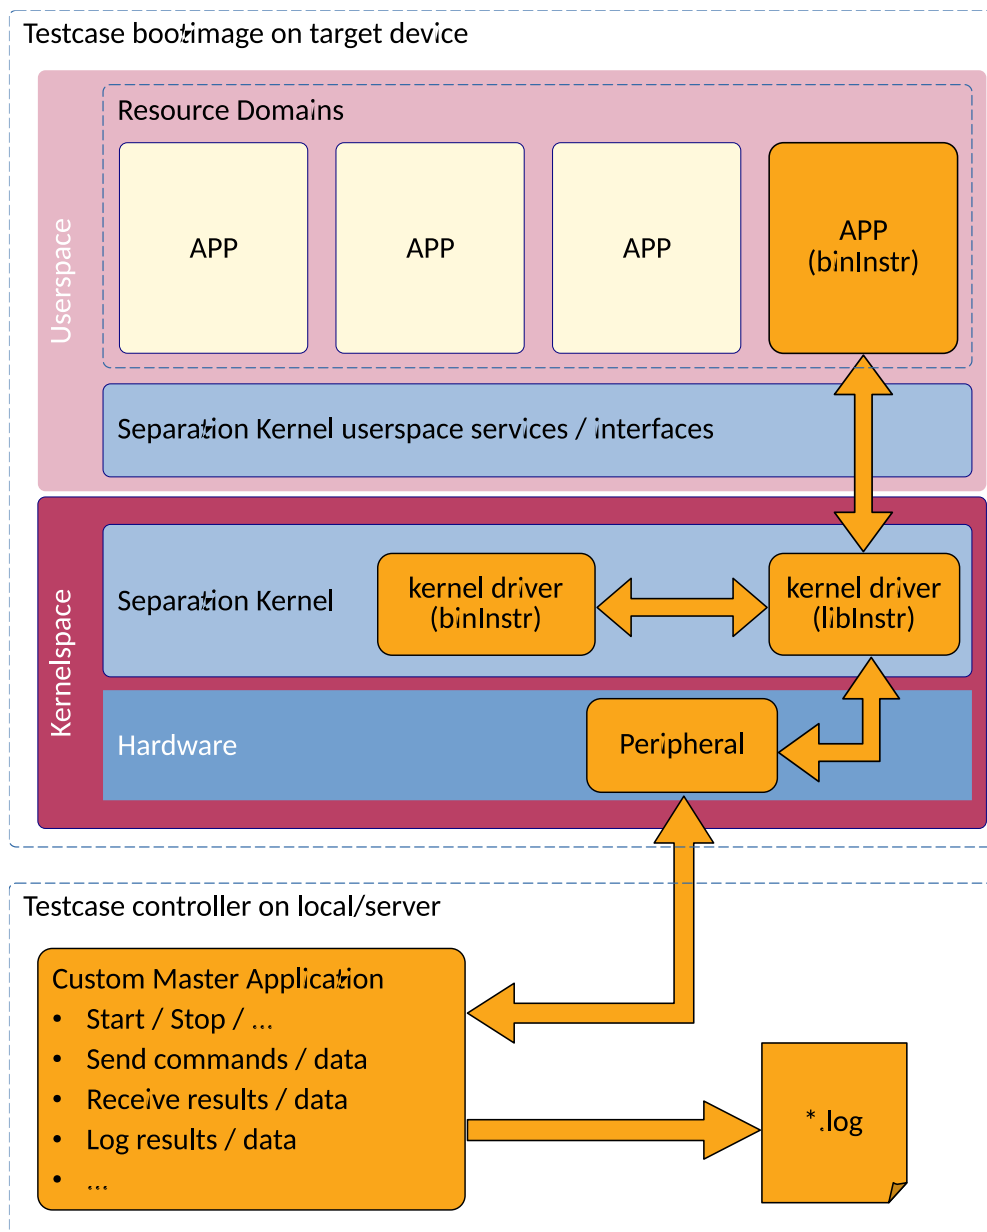 Testcase bootimage on target device
Userspace
Resource Domains
APP
APP
APP
APP
(binInstr)
Separation Kernel userspace services / interfaces
Kernelspace
Separation Kernel
kernel driver
(binInstr)
kernel driver
(libInstr)
Hardware
Peripheral
Testcase controller on local/server
Custom Master Application
• Start / Stop / ...
• Send commands / data
• Receive results / data
• Log results / data
• ...
*.log